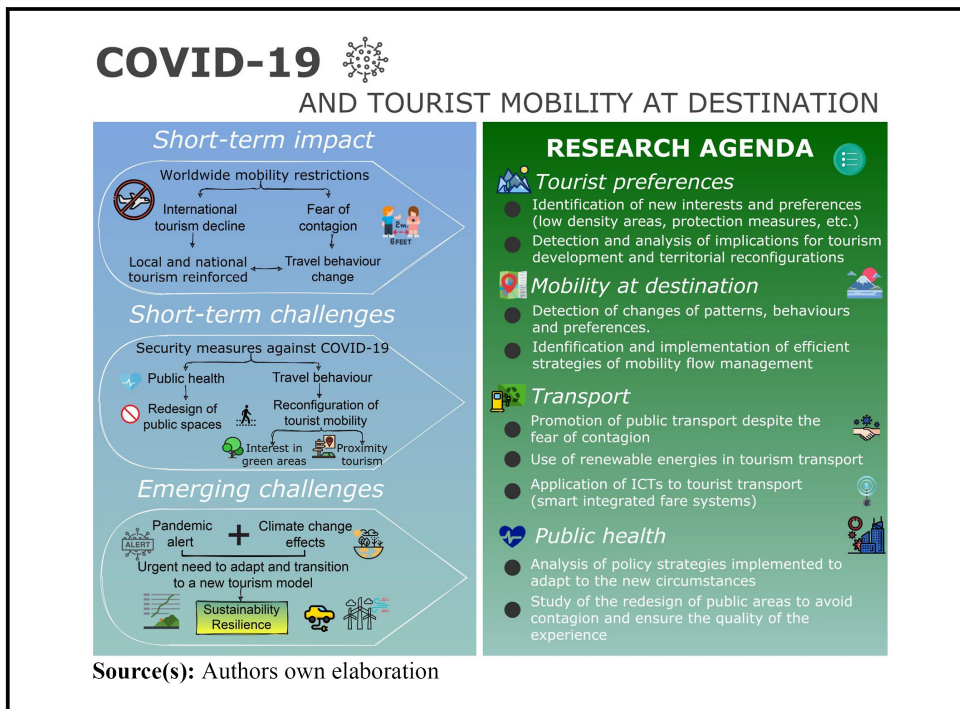 COVID-19
AND TOURIST MOBILITY AT DESTINATION
Short-term impact
Worldwide mobility restrictions
International
tourism decline
Fear of
contagion
2m
6FEET
Local and national
tourism reinforced
Travel behaviour
change
Short-term challenges
Security measures against COVID-19
Public health
Travel behaviour
Redesign of
public spaces
Reconfiguration of
tourist mobility
Interest in
green areas
Proximity
tourism
Emerging challenges
Pandemic
alert
+
Climate change
effects
ALERT
Urgent need to adapt and transition
to a new tourism model
Sustainability
Resilience
RESEARCH AGENDA
Tourist preferences
Identification of new interests and preferences
(low density areas, protection measures, etc.)
Detection and analysis of implications for tourism
development and territorial reconfigurations
Mobility at destination
Detection of changes of patterns, behaviours
and preferences.
Idenfification and implementation of efficient
strategies of mobility flow management
Transport
Promotion of public transport despite the
fear of contagion
Use of renewable energies in tourism transport
Application of ICTs to tourist transport
(smart integrated fare systems)
Public health
Analysis of policy strategies implemented to
adapt to the new circumstances
Study of the redesign of public areas to avoid
contagion and ensure the quality of the
experience
Source(s): Authors own elaboration